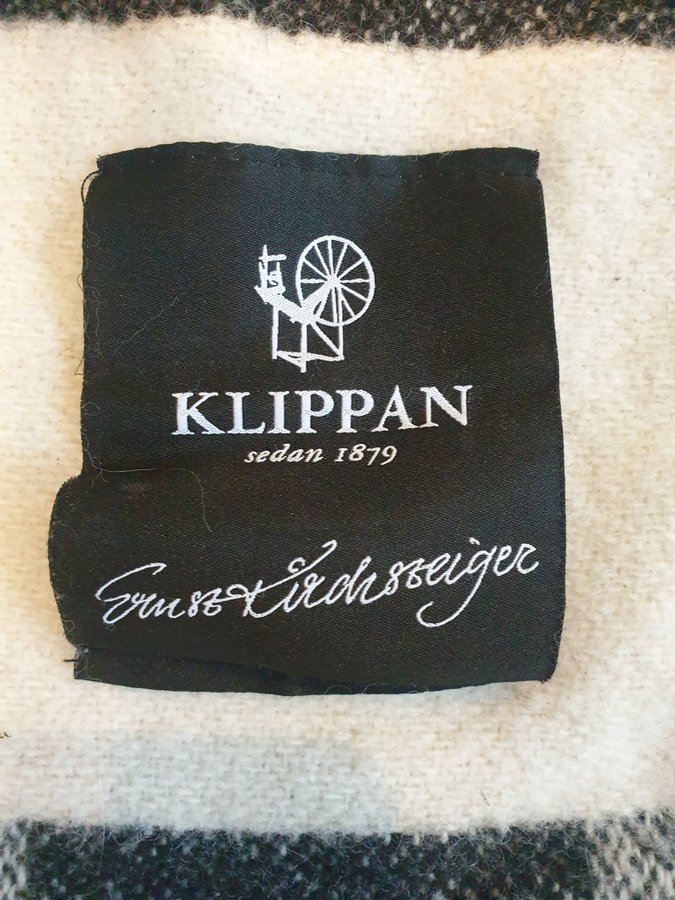 KLIPPAN
sedan 1879
Ernst Kirchsteiger